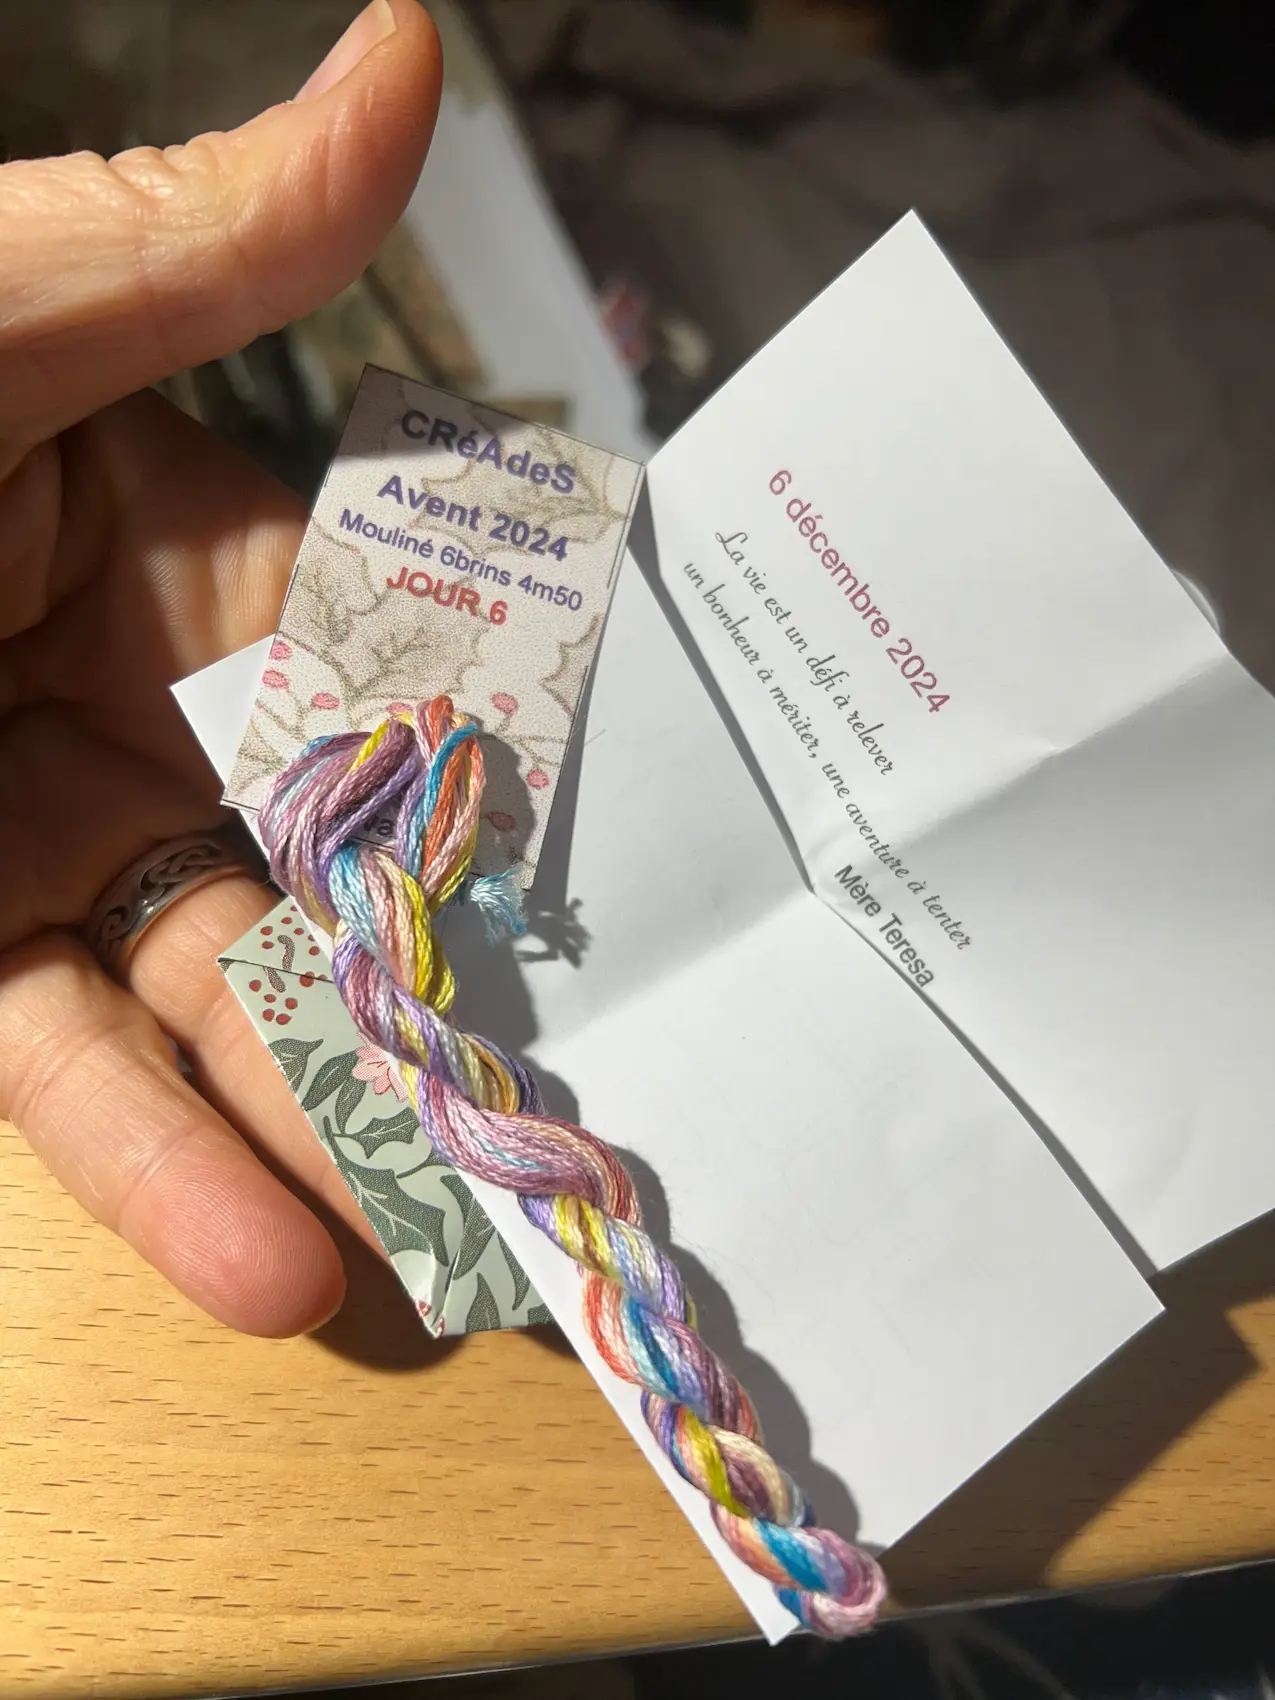 CRéAdeS
Avent 2024
Mouliné 6brins 4m50
JOUR 6
6 décembre 2024
La vie est un défi à relever
un bonheur à mériter, une aventure à tenter
Mère Teresa